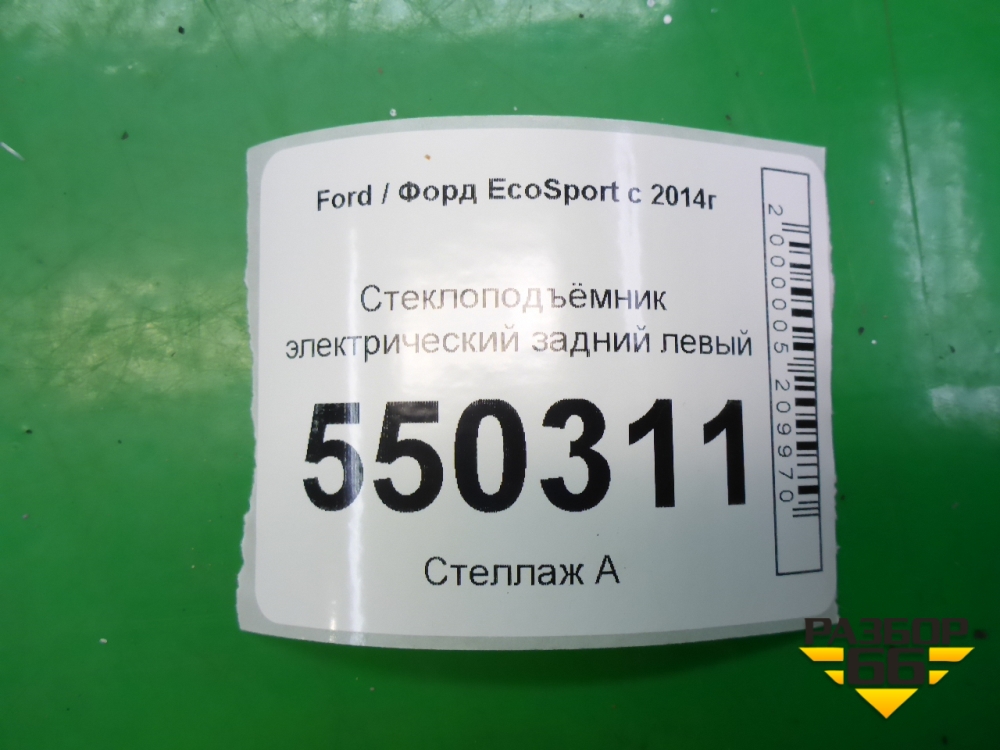 Ford / Форд EcoSport с 2014г
Стеклоподъёмник
электрический задний левый
550311
Стеллаж А
2000005209970
РАЗБОР
66